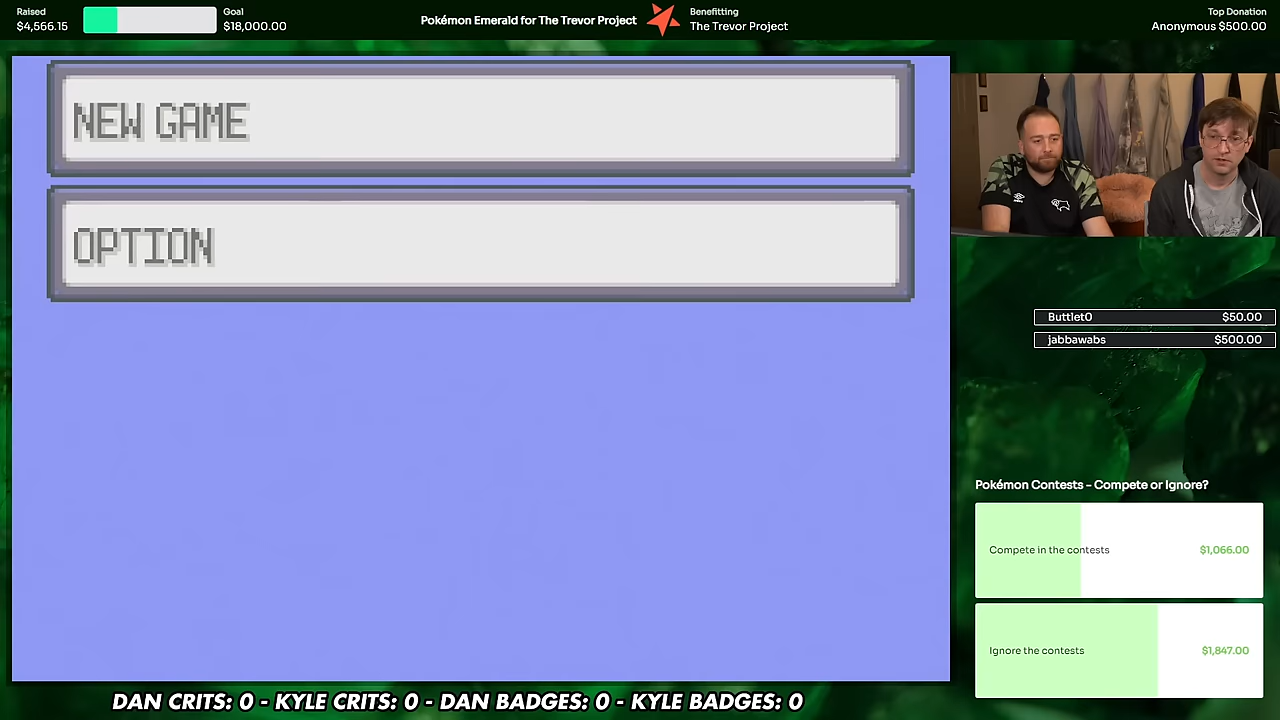 Raised
$4,566.15
Goal
$18,000.00
Pokémon Emerald for The Trevor Project
Benefitting
The Trevor Project
Top Donation
Anonymous $500.00
NEW GAME
OPTION
Buttlet0 $50.00
jabbawabs $500.00
Pokémon Contests - Compete or Ignore?
Compete in the contests $1,066.00
Ignore the contests $1,847.00
DAN CRITS: 0 - KYLE CRITS: 0 - DAN BADGES: 0 - KYLE BADGES: 0